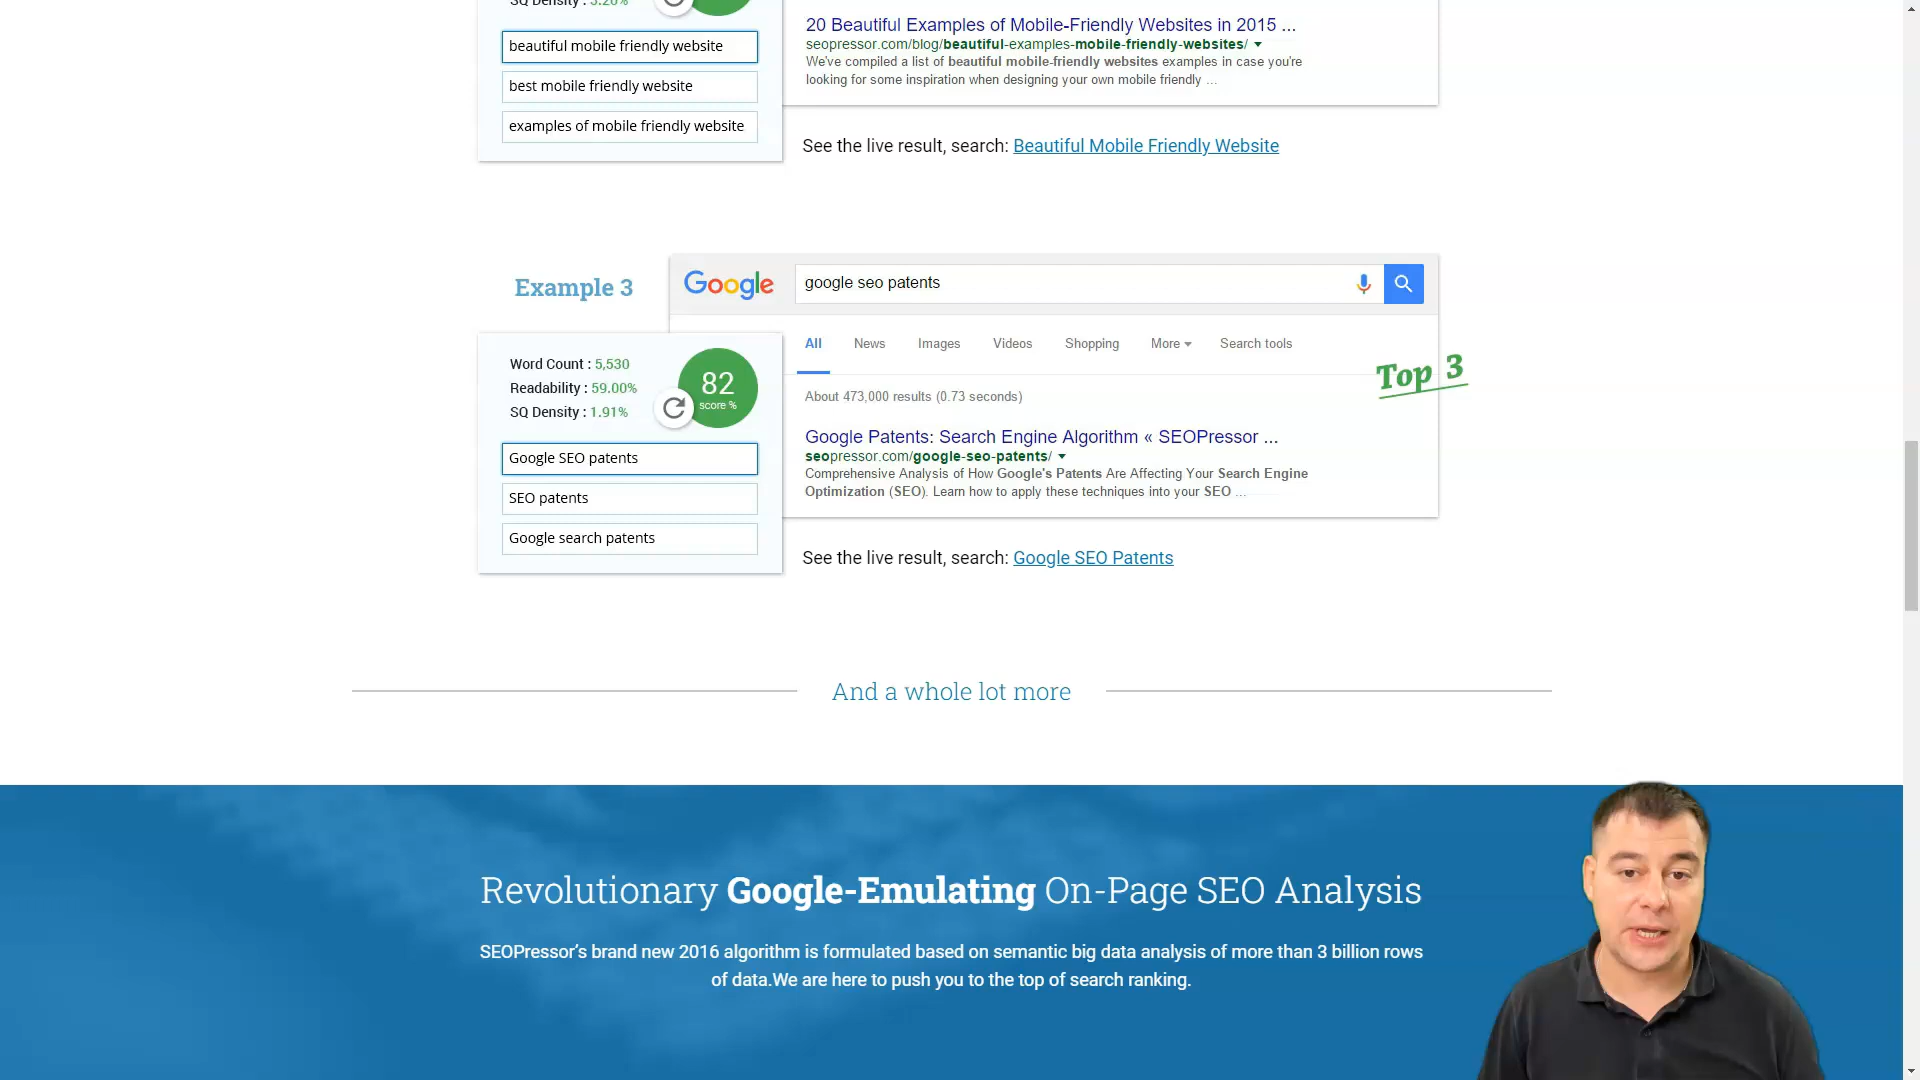 SQ Density : 3.20%
beautiful mobile friendly website
best mobile friendly website
examples of mobile friendly website
20 Beautiful Examples of Mobile-Friendly Websites in 2015 ...
seopressor.com/blog/beautiful-examples-mobile-friendly-websites/
We've compiled a list of beautiful mobile-friendly websites examples in case you're
looking for some inspiration when designing your own mobile friendly ...
See the live result, search: Beautiful Mobile Friendly Website
Example 3
Google
google seo patents
All News Images Videos Shopping More Search tools
Top 3
About 473,000 results (0.73 seconds)
Word Count : 5,530
Readability : 59.00%
SQ Density : 1.91%
82
score %
Google SEO patents
SEO patents
Google search patents
Google Patents: Search Engine Algorithm « SEOPressor ...
seopressor.com/google-seo-patents/
Comprehensive Analysis of How Google's Patents Are Affecting Your Search Engine
Optimization (SEO). Learn how to apply these techniques into your SEO ...
See the live result, search: Google SEO Patents
And a whole lot more
Revolutionary Google-Emulating On-Page SEO Analysis
SEOPressor’s brand new 2016 algorithm is formulated based on semantic big data analysis of more than 3 billion rows
of data.We are here to push you to the top of search ranking.